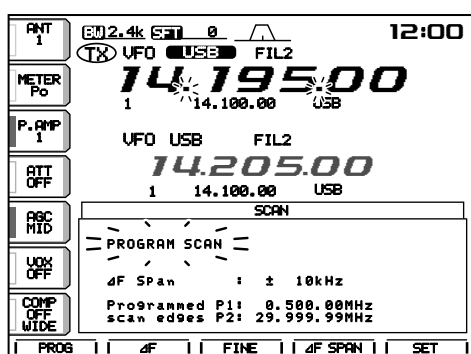 ANT 1
BW 2.4k SFT 0
12:00
TX VFO USB FIL2
METER Po
14.195.00
1 14.100.00 USB
P.AMP 1
VFO USB FIL2
ATT OFF
14.205.00
1 14.100.00 USB
AGC MID
SCAN
PROGRAM SCAN
VOX OFF
ΔF Span : ± 10kHz
COMP OFF WIDE
Programmed P1: 0.500.00MHz
scan edges P2: 29.999.99MHz
PROG ΔF FINE ΔF SPAN SET